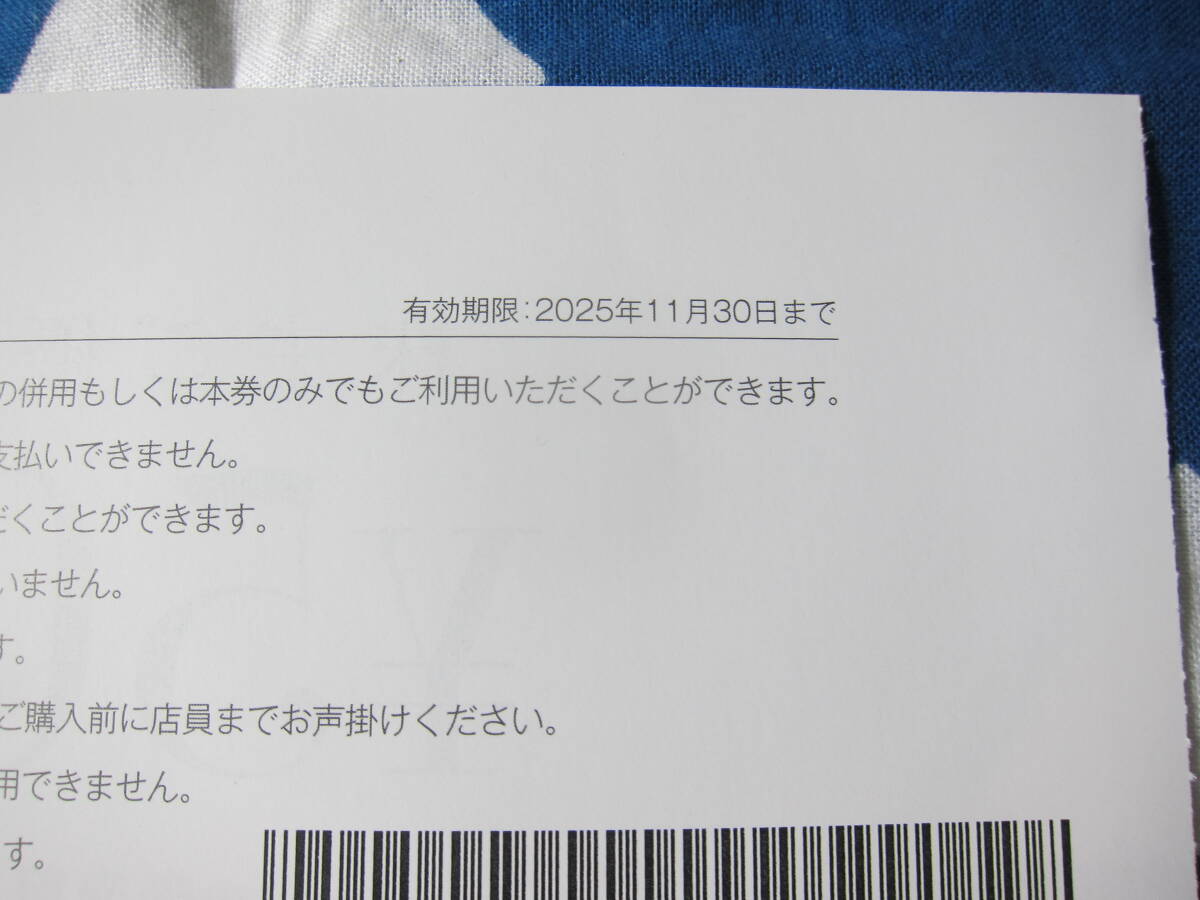 有効期限:2025年11月30日まで
の併用もしくは本券のみでもご利用いただくことができます。
支払いできません。
だくことができます。
いません。
す。
ご購入前に店員までお声掛けください。
用できません。
す。